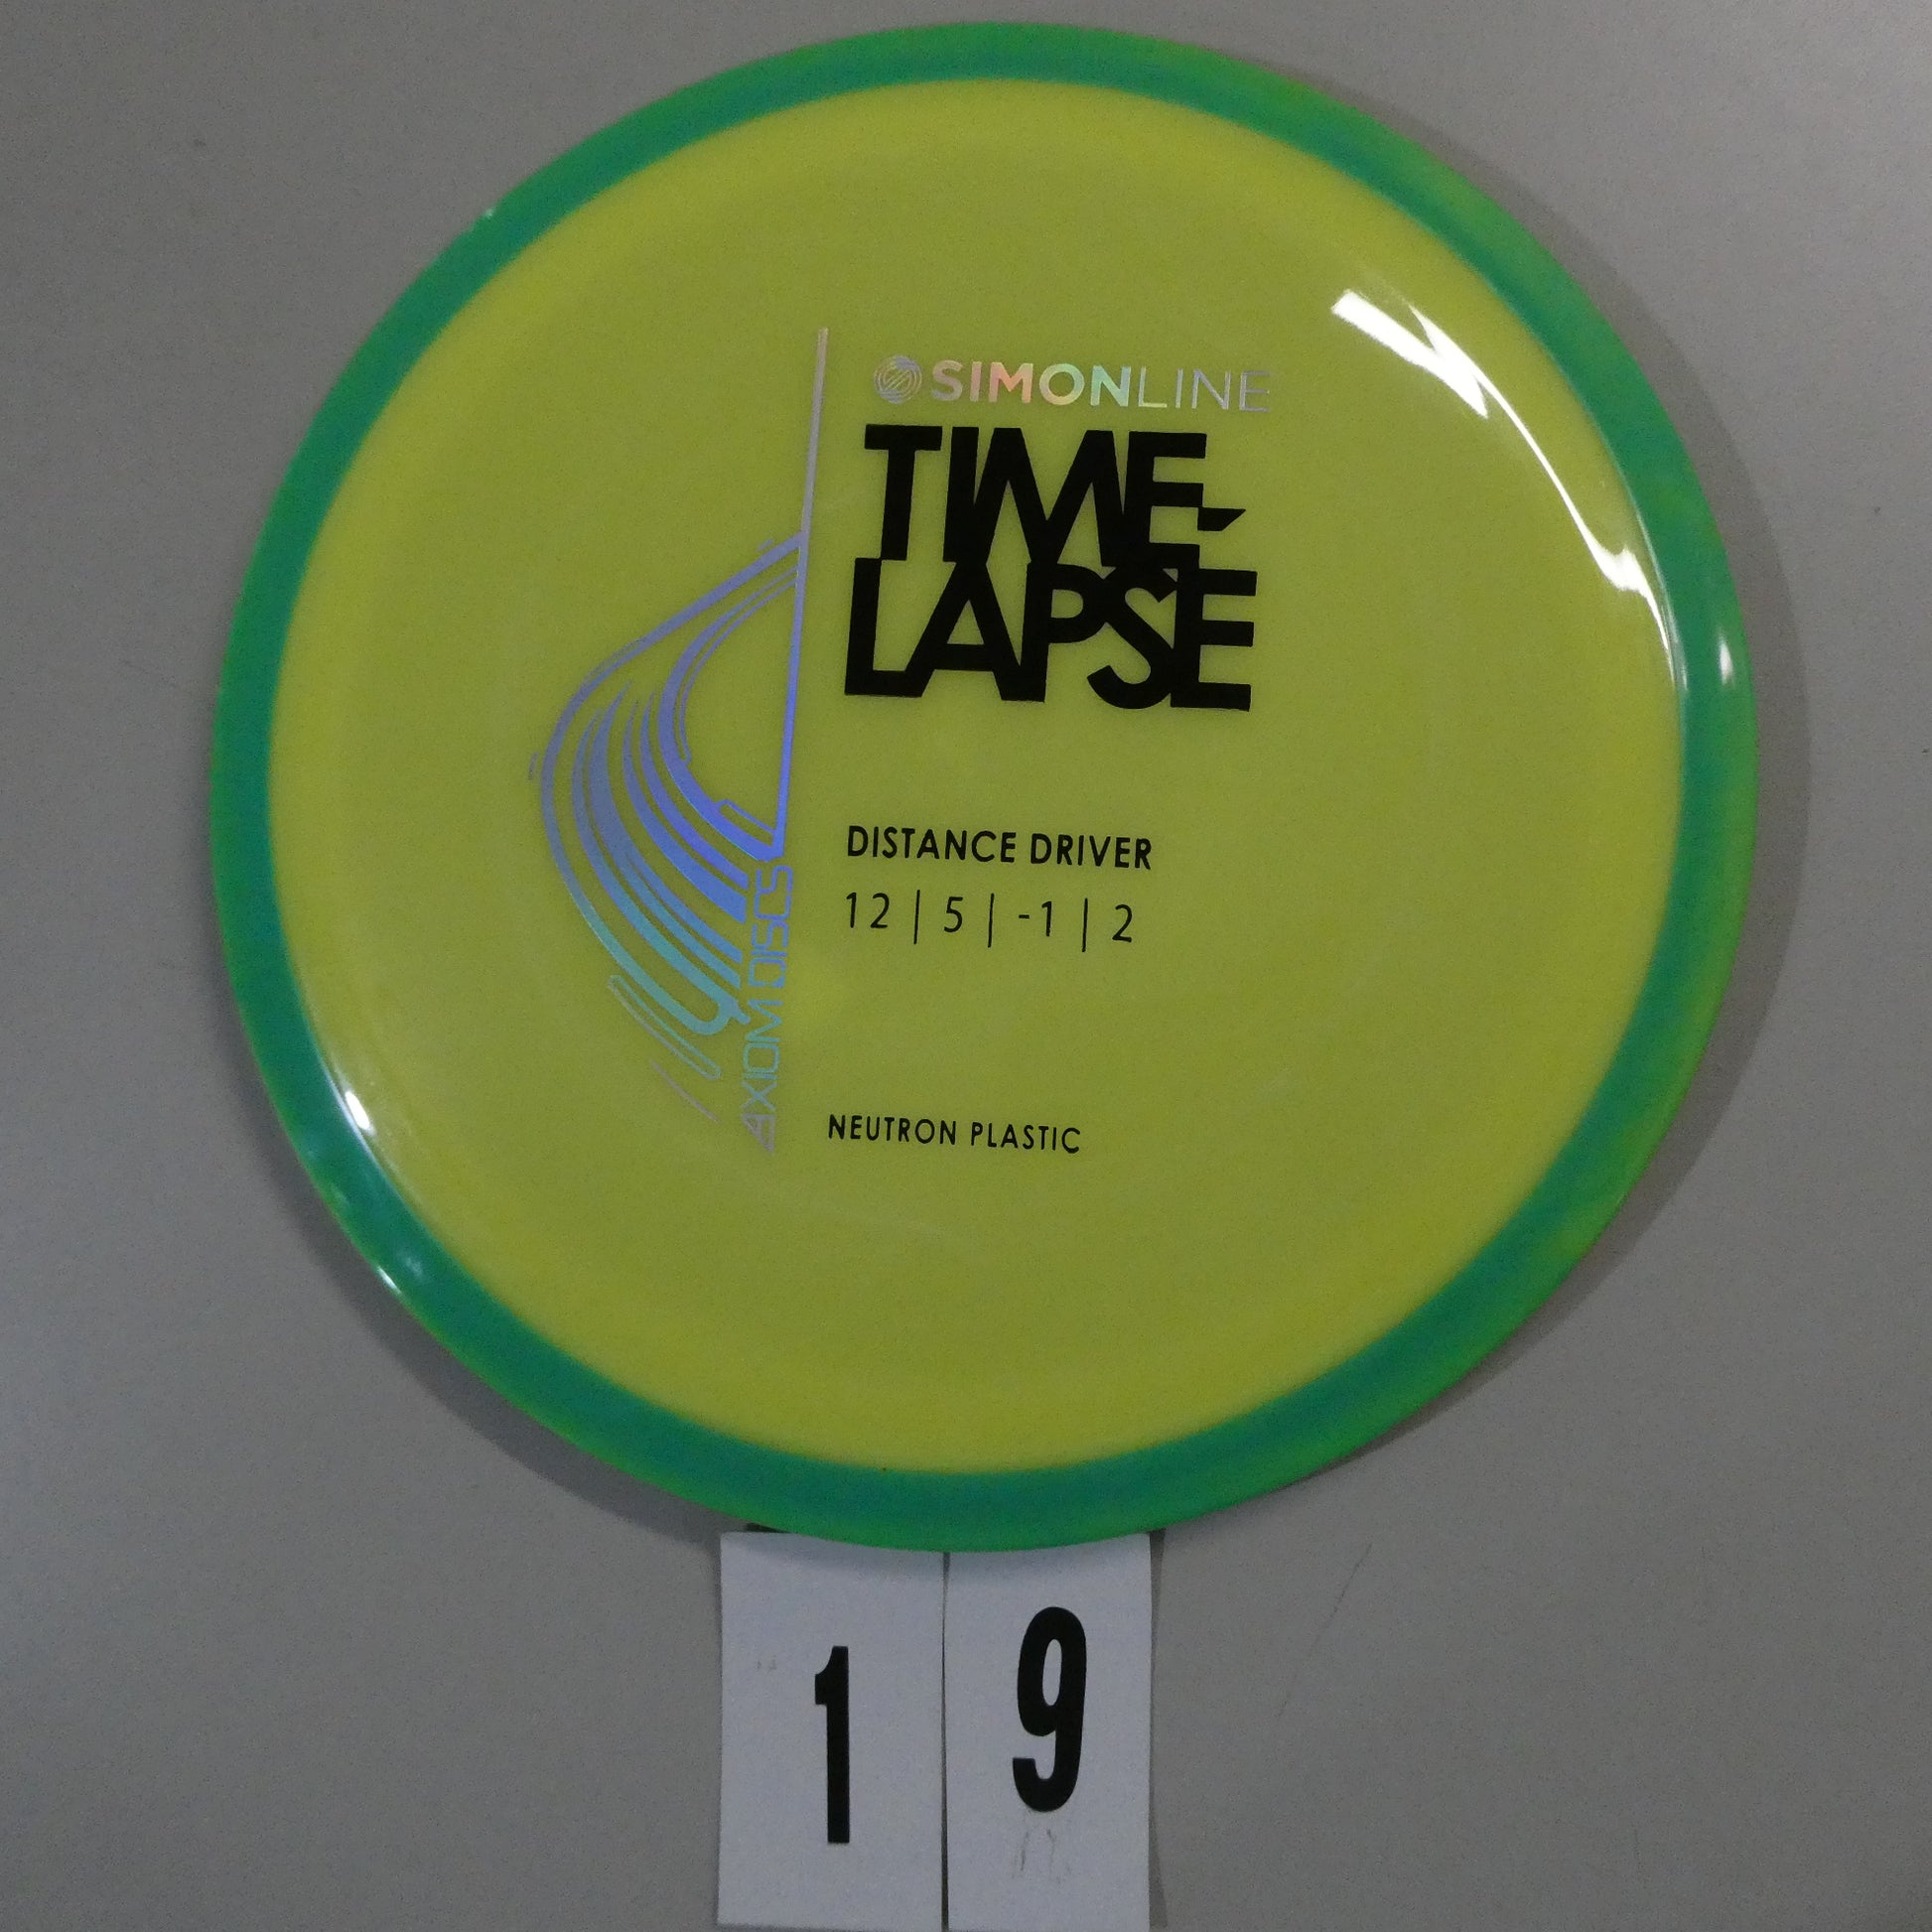 SIMONLINE
TIME-
LAPSE
DISTANCE DRIVER
12 | 5 | -1 | 2
AXIOM DISCS
NEUTRON PLASTIC
1 9